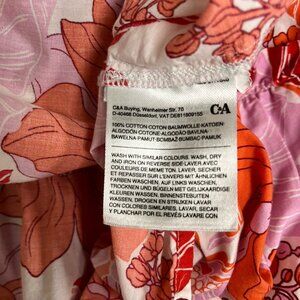 C&A
C&A Buying, Wanheimer Str. 70
D-40468 Düsseldorf, VAT DE811809155
100% COTTON-COTON-BAUMWOLLE-KATOEN-
ALGODÓN-COTONE-ALGODÃO-BAVLNA-
BAWEŁNA-PAMUT-BOMBAŽ-BUMBAC-PAMUK-
WASH WITH SIMILAR COLOURS. WASH, DRY
AND IRON ON REVERSE SIDE-LAVER AVEC
COULEURS DE MEME TON. LAVER, SECHER
ET REPASSER SUR L'ENVERS-MIT ÄHNLICHEN
FARBEN WASCHEN. AUF LINKS WASCHEN,
TROCKNEN UND BÜGELN-MET GELIJKAARDIGE
KLEUREN WASSEN. BINNENSTEBUITEN
WASSEN, DROGEN EN STRIJKEN-LAVAR
CON COLORES SIMILARES. LAVAR, SECAR
Y PLANCHAR POR EL REVÉS-LAVARE CON